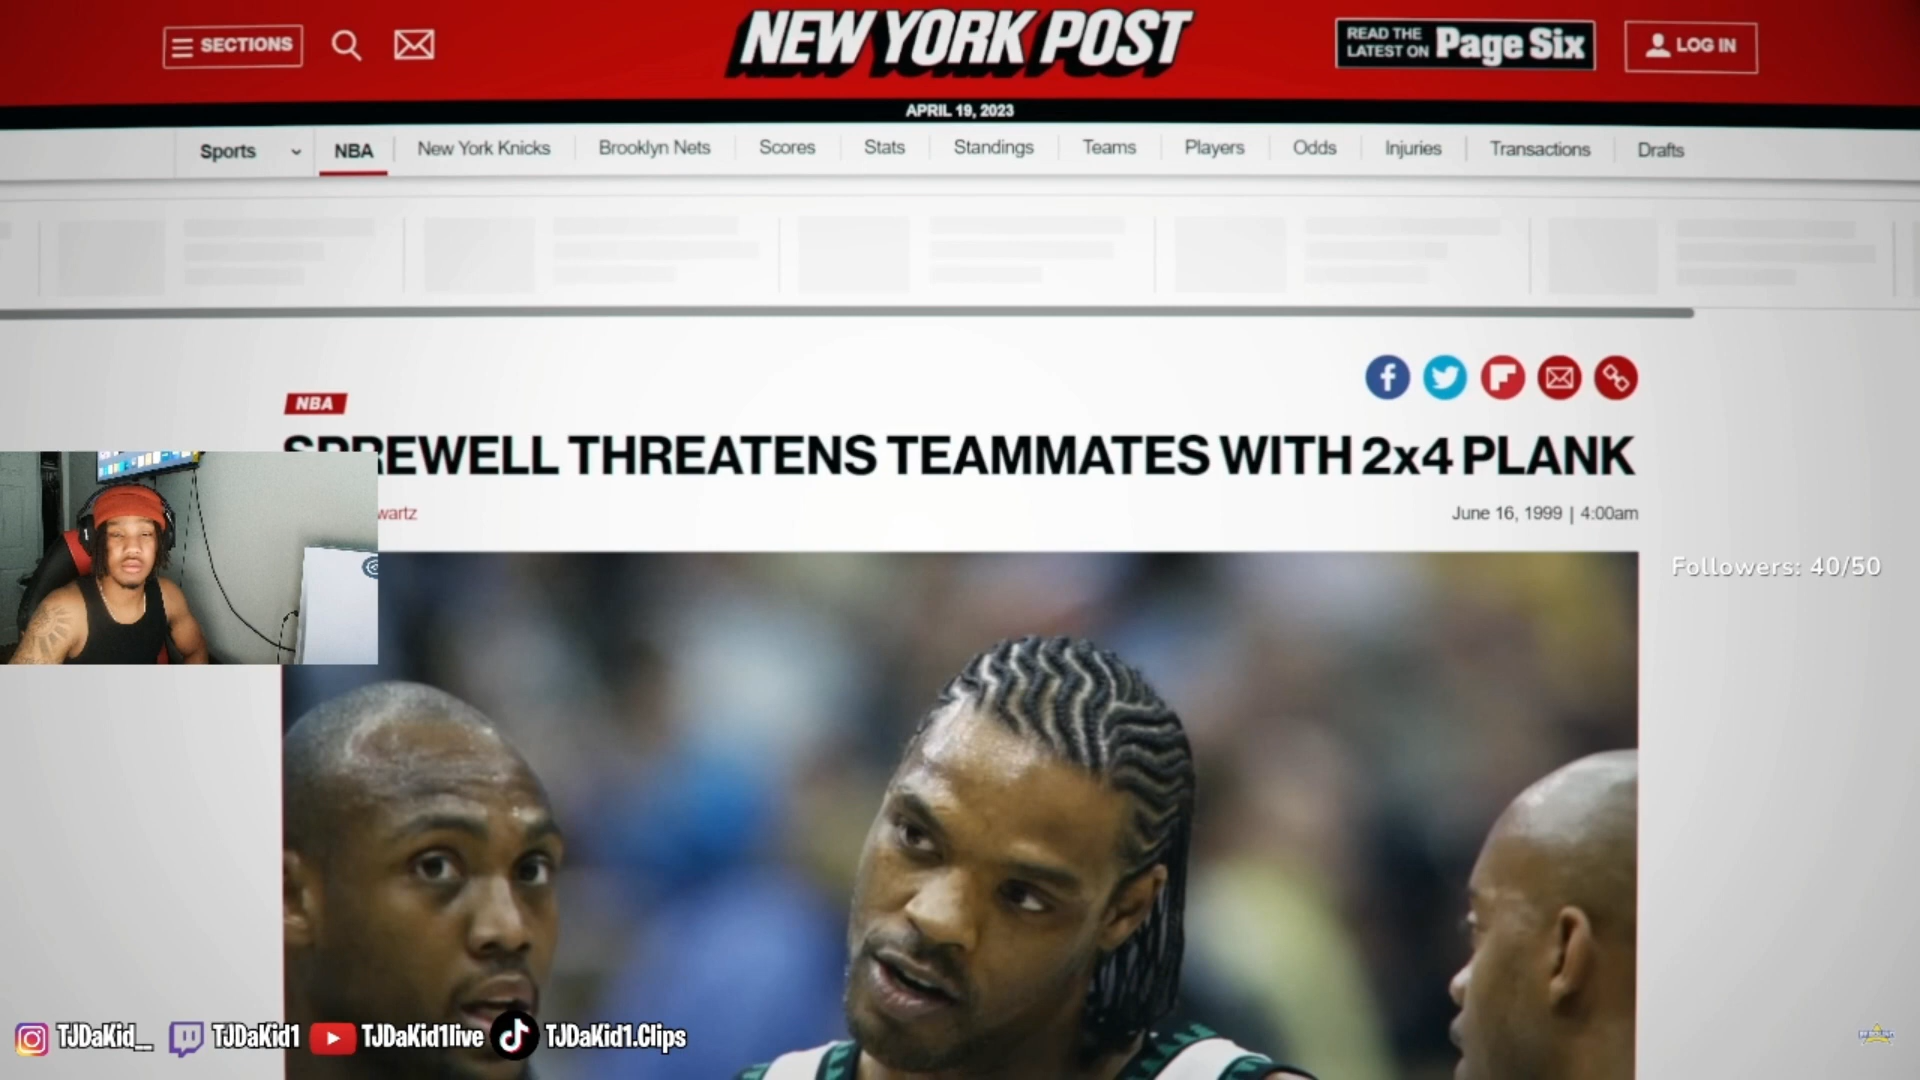 SECTIONS
NEW YORK POST
READ THE
LATEST ON
Page Six
LOG IN
APRIL 19, 2023
Sports
NBA
New York Knicks
Brooklyn Nets
Scores
Stats
Standings
Teams
Players
Odds
Injuries
Transactions
Drafts
NBA
SPREWELL THREATENS TEAMMATES WITH 2x4 PLANK
wartz
June 16, 1999 | 4:00am
Followers: 40/50
TJDaKid__
TJDaKid1
TJDaKid1live
TJDaKid1.Clips